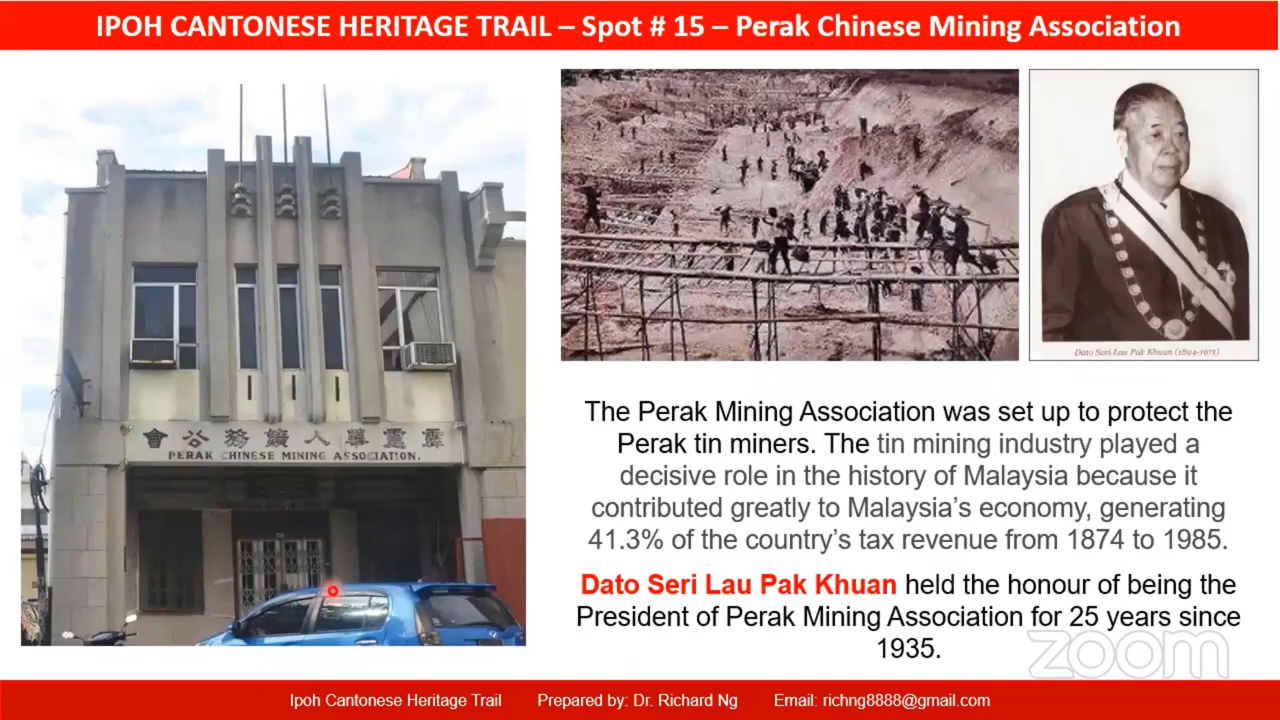 IPOH CANTONESE HERITAGE TRAIL – Spot # 15 – Perak Chinese Mining Association
會公務鑛人華霹靂
PERAK CHINESE MINING ASSOCIATION.
Dato Seri-Lau Pak Khuan (1894-1971)
The Perak Mining Association was set up to protect the
Perak tin miners. The tin mining industry played a
decisive role in the history of Malaysia because it
contributed greatly to Malaysia’s economy, generating
41.3% of the country’s tax revenue from 1874 to 1985.
Dato Seri Lau Pak Khuan held the honour of being the
President of Perak Mining Association for 25 years since
1935.
zoom
Ipoh Cantonese Heritage Trail Prepared by: Dr. Richard Ng Email: richng8888@gmail.com